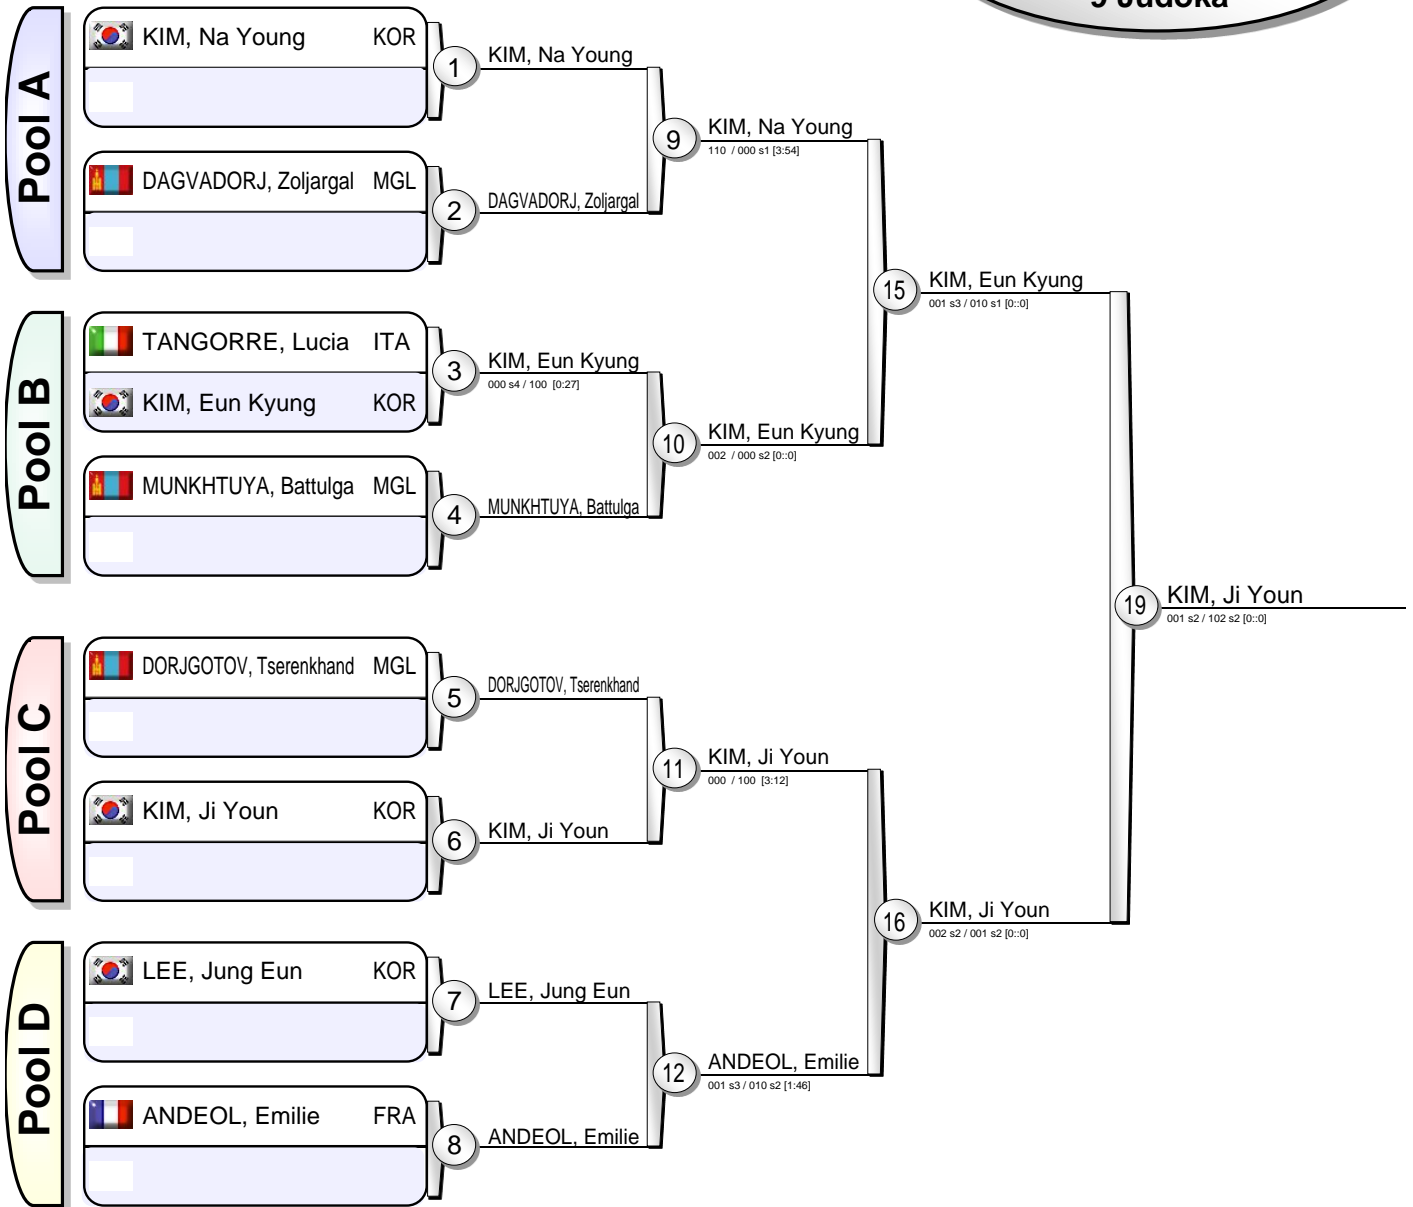 9 Judoka
Pool A
KIM, Na Young KOR
1
KIM, Na Young
DAGVADORJ, Zoljargal MGL
2
DAGVADORJ, Zoljargal
9
KIM, Na Young
110 / 000 s1 [3:54]
Pool B
TANGORRE, Lucia ITA
KIM, Eun Kyung KOR
3
KIM, Eun Kyung
000 s4 / 100 [0:27]
MUNKHTUYA, Battulga MGL
4
MUNKHTUYA, Battulga
10
KIM, Eun Kyung
002 / 000 s2 [0::0]
15
KIM, Eun Kyung
001 s3 / 010 s1 [0::0]
Pool C
DORJGOTOV, Tserenkhand MGL
5
DORJGOTOV, Tserenkhand
KIM, Ji Youn KOR
6
KIM, Ji Youn
11
KIM, Ji Youn
000 / 100 [3:12]
Pool D
LEE, Jung Eun KOR
7
LEE, Jung Eun
ANDEOL, Emilie FRA
8
ANDEOL, Emilie
12
ANDEOL, Emilie
001 s3 / 010 s2 [1:46]
16
KIM, Ji Youn
002 s2 / 001 s2 [0::0]
19
KIM, Ji Youn
001 s2 / 102 s2 [0::0]